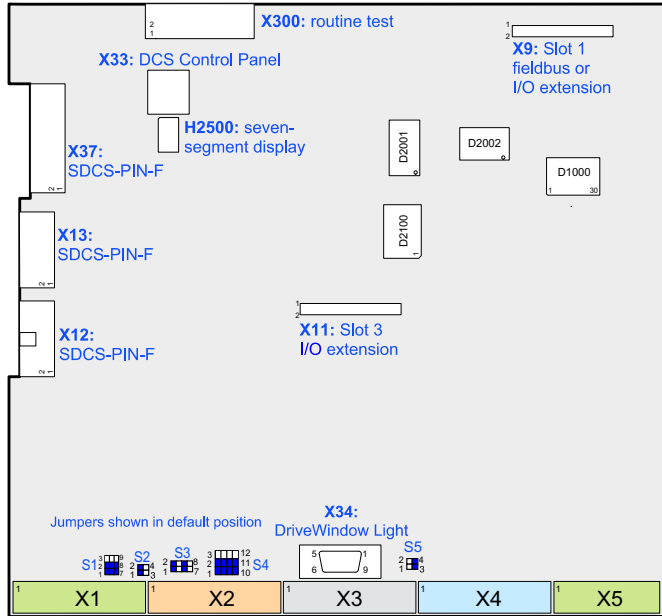 2
1
X300: routine test
1
2
X9: Slot 1
fieldbus or
I/O extension
X33: DCS Control Panel
H2500: seven-
segment display
D2001
D2002
D1000
1 30
X37:
SDCS-PIN-F
2 1
D2100
1
X13:
SDCS-PIN-F
2 1
1
2
X11: Slot 3
I/O extension
X12:
SDCS-PIN-F
2 1
Jumpers shown in default position
X34:
DriveWindow Light
5 1
6 9
S1
3 9
2 8
1 7
S2
2 4
1 3
S3
2 8
1 7
3 12
2 11
1 10
S4
S5
2 4
1 3
1 X1
1 X2
1 X3
1 X4
1 X5